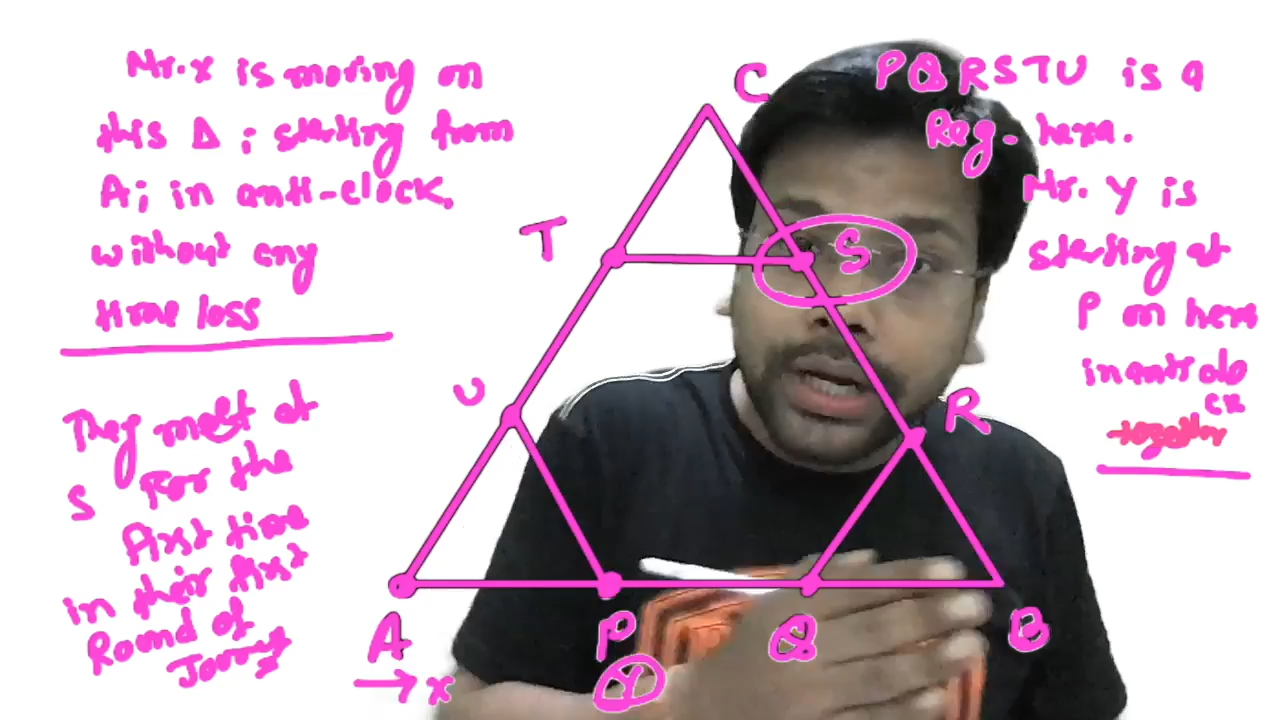 Mr. x is moving on
this Δ ; starting from
A; in anti-clock.
without any
time loss
They meet at
S For the
first time
in their first
Round of
C
T
S
U
R
A
P
Q
B
→ x
Y
PQRSTU is a
Reg- hexa.
Mr. Y is
starting at
P on hexa
in anti clo
ck
together